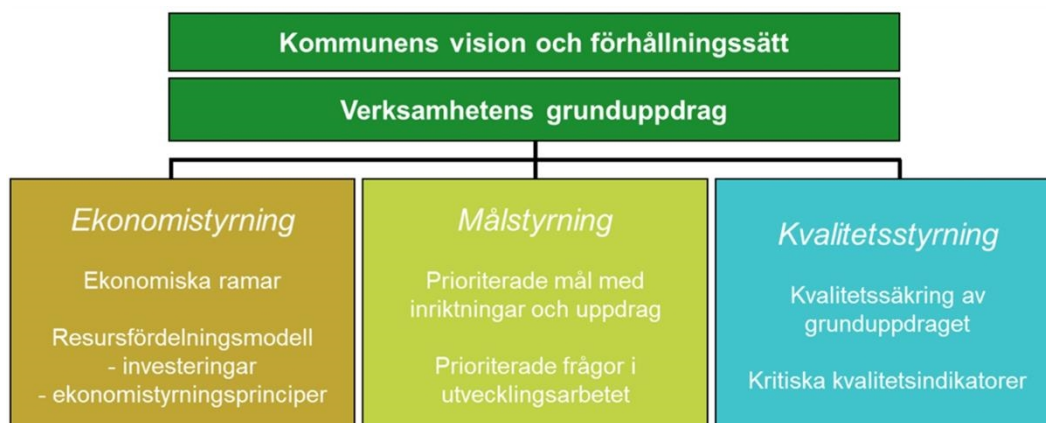 Kommunens vision och förhållningssätt
Verksamhetens grunduppdrag
Ekonomistyrning
Ekonomiska ramar
Resursfördelningsmodell
- investeringar
- ekonomistyrningsprinciper
Målstyrning
Prioriterade mål med
inriktningar och uppdrag
Prioriterade frågor i
utvecklingsarbetet
Kvalitetsstyrning
Kvalitetssäkring av
grunduppdraget
Kritiska kvalitetsindikatorer